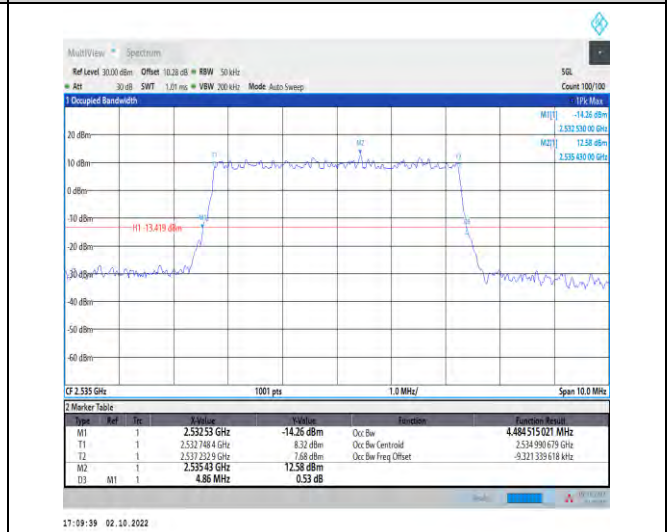 MultiView Spectrum
Ref Level 30.00 dBm Offset 10.28 dB RBW 50 kHz SGL
Att 30 dB SWT 1.01 ms VBW 200 kHz Mode Auto Sweep Count 100/100
1 Occupied Bandwidth 1Pk Max
M1[1] -14.26 dBm
2.532 530 00 GHz
M2[1] 12.58 dBm
2.535 430 00 GHz
20 dBm
M2
10 dBm
0 dBm
-10 dBm
H1 -13.419 dBm
-20 dBm
-30 dBm
-40 dBm
-50 dBm
-60 dBm
CF 2.535 GHz 1001 pts 1.0 MHz/ Span 10.0 MHz
2 Marker Table
Type Ref Trc X-Value Y-Value Function Function Result
M1 1 2.532 53 GHz -14.26 dBm Occ Bw 4.484 515 021 MHz
T1 1 2.532 748 4 GHz 8.32 dBm Occ Bw Centroid 2.534 990 679 GHz
T2 1 2.537 232 9 GHz 7.68 dBm Occ Bw Freq Offset -9.321 339 618 kHz
M2 1 2.535 43 GHz 12.58 dBm
D3 M1 1 4.86 MHz 0.53 dB
17:09:39 02.10.2022